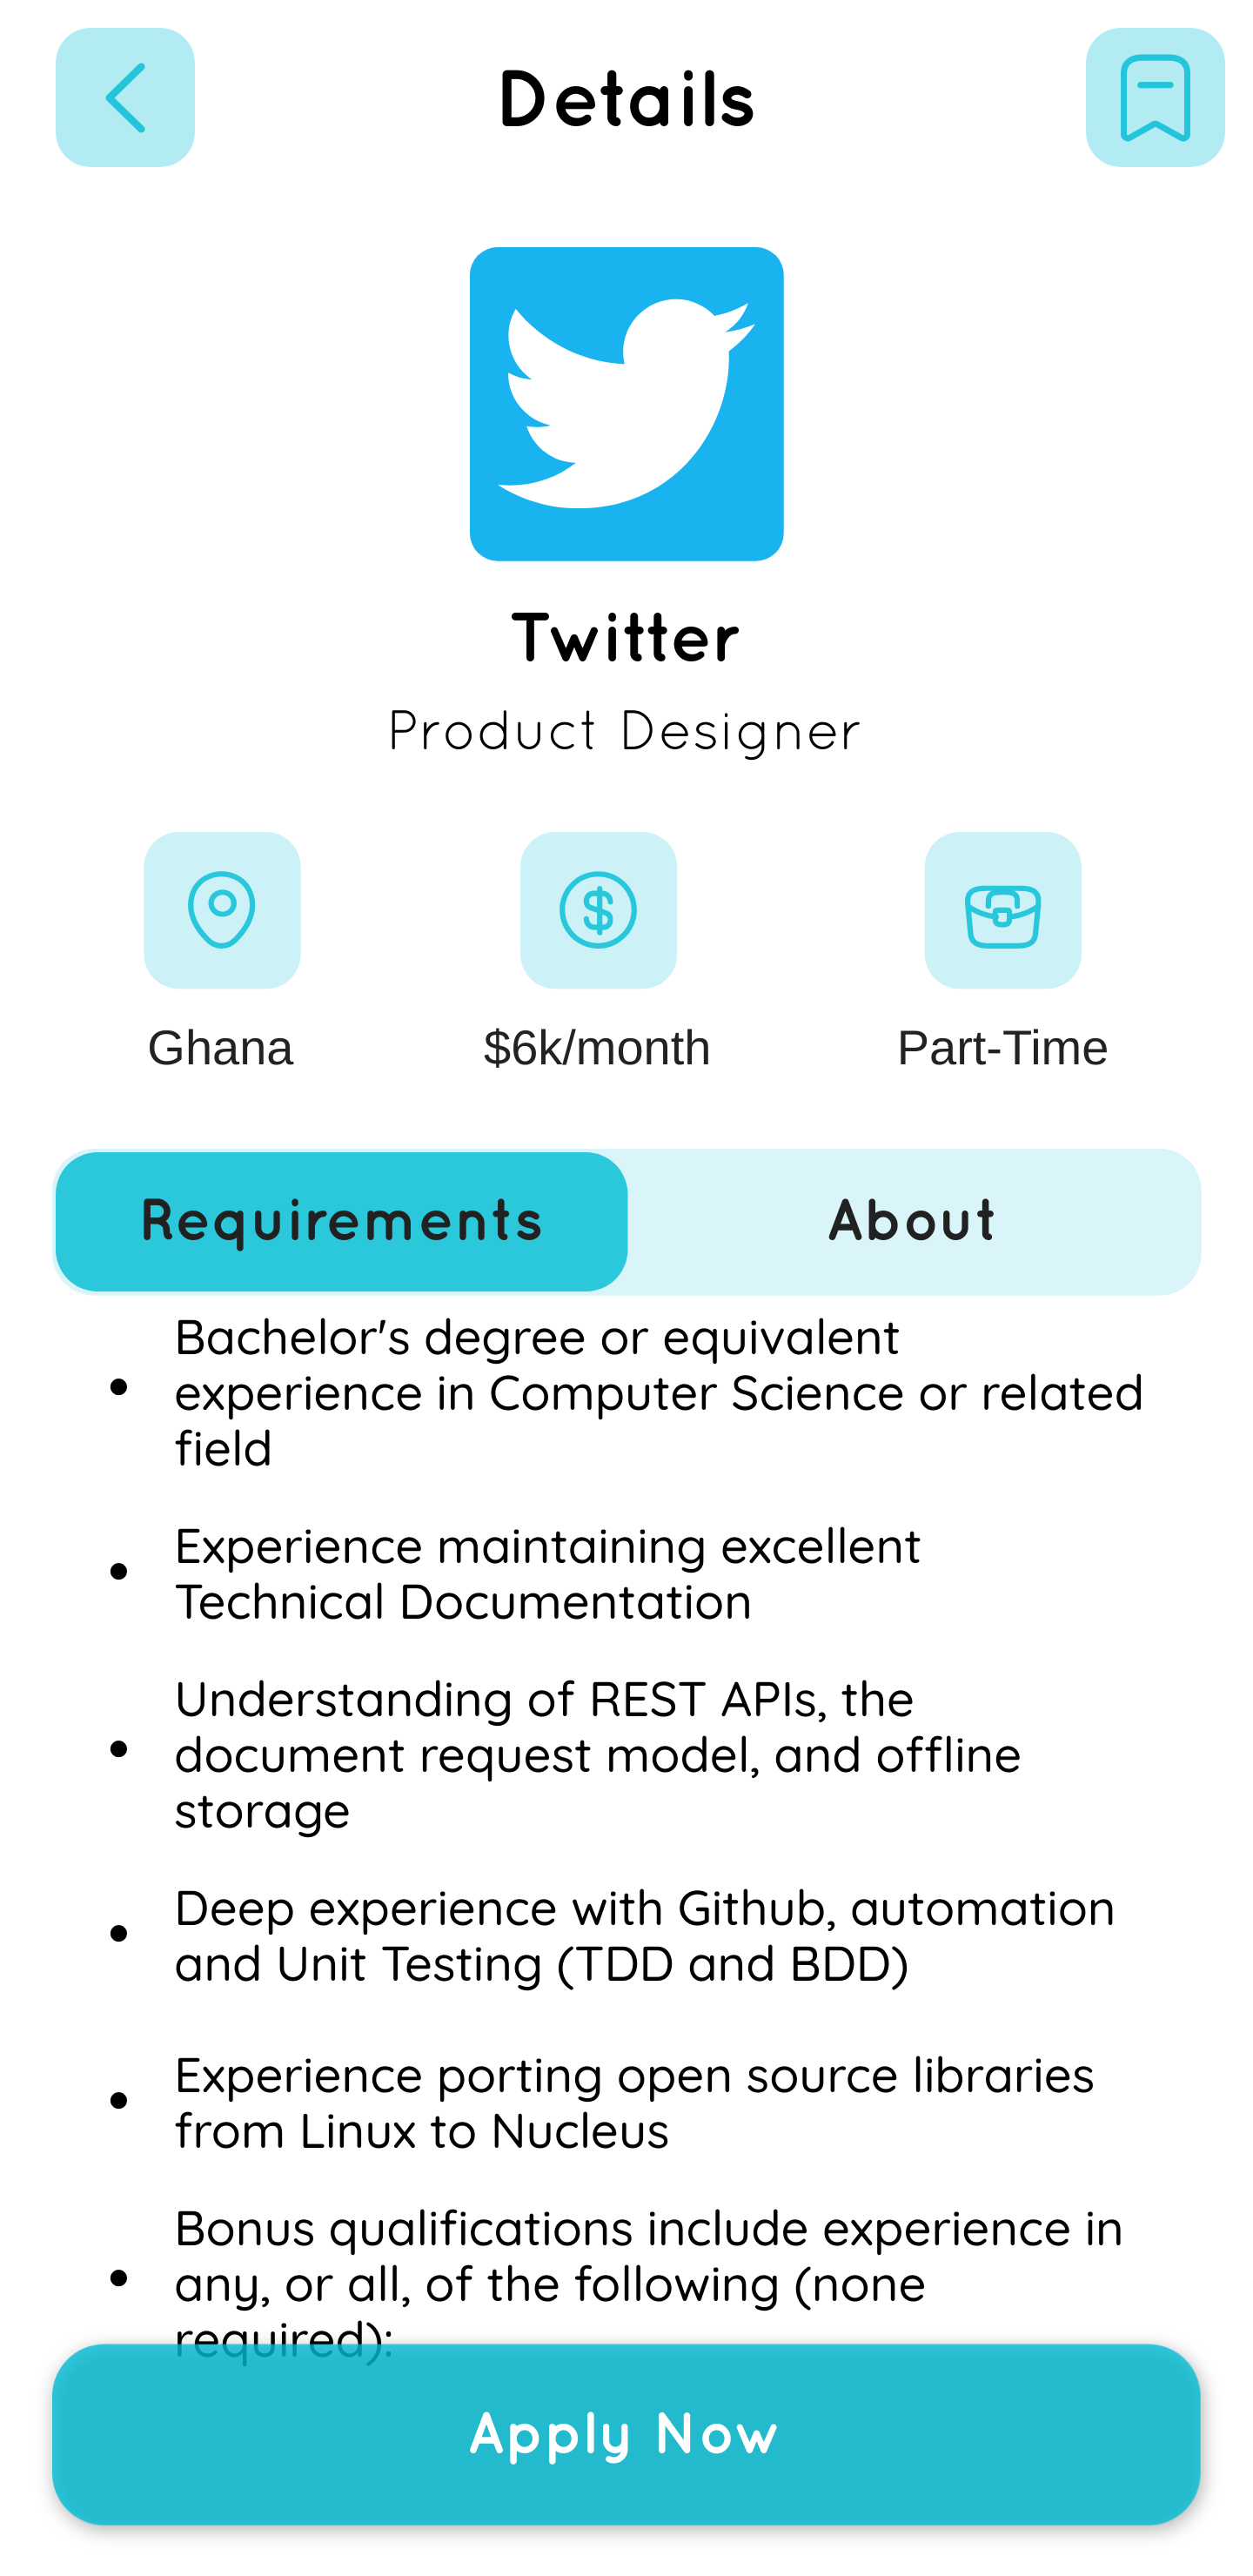 Details
Twitter
Product Designer
Ghana
$6k/month
Part-Time
Requirements
About
Bachelor's degree or equivalent
• experience in Computer Science or related
field
Experience maintaining excellent
• Technical Documentation
Understanding of REST APIs, the
• document request model, and offline
storage
• Deep experience with Github, automation
and Unit Testing (TDD and BDD)
• Experience porting open source libraries
from Linux to Nucleus
Bonus qualifications include experience in
• any, or all, of the following (none
required):
Apply Now